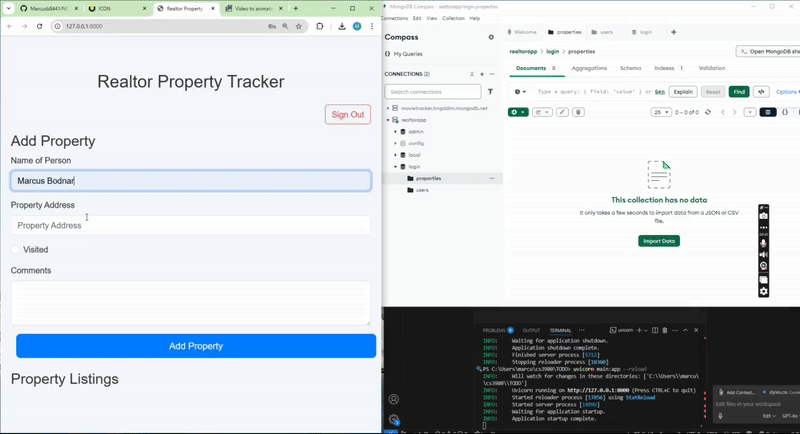 Marcusb8441/N
ICON
Realtor Property
Video to animat
127.0.0.1:8000
Realtor Property Tracker
Sign Out
Add Property
Name of Person
Marcus Bodnar
Property Address
Property Address
Visited
Comments
Add Property
Property Listings
MongoDB Compass - realtorapp/login.properties
Connections Edit View Collection Help
Compass
My Queries
CONNECTIONS (2)
Search connections
movietracker.hmgddlm.mongodb.net
realtorapp
admin
config
local
login
properties
users
Welcome
properties
users
login
realtorapp > login > properties
Open MongoDB she
Documents 0
Aggregations
Schema
Indexes 1
Validation
Type a query: { field: 'value' } or Gen
Explain
Reset
Find
Options
25
0 – 0 of 0
This collection has no data
It only takes a few seconds to import data from a JSON or CSV
file.
Import Data
PROBLEMS
OUTPUT
TERMINAL
uvicorn
INFO: Waiting for application shutdown.
INFO: Application shutdown complete.
INFO: Finished server process [6712]
INFO: Stopping reloader process [18360]
PS C:\Users\marcu\cs3980\TODO> uvicorn main:app --reload
INFO: Will watch for changes in these directories: ['C:\\Users\\marcu\
\cs3980\\TODO']
INFO: Uvicorn running on http://127.0.0.1:8000 (Press CTRL+C to quit)
INFO: Started reloader process [17056] using StatReload
INFO: Started server process
INFO: Waiting for application startup.
INFO: Application startup complete.
Add Context...
Edit files in your workspace
Edit
GPT-4o